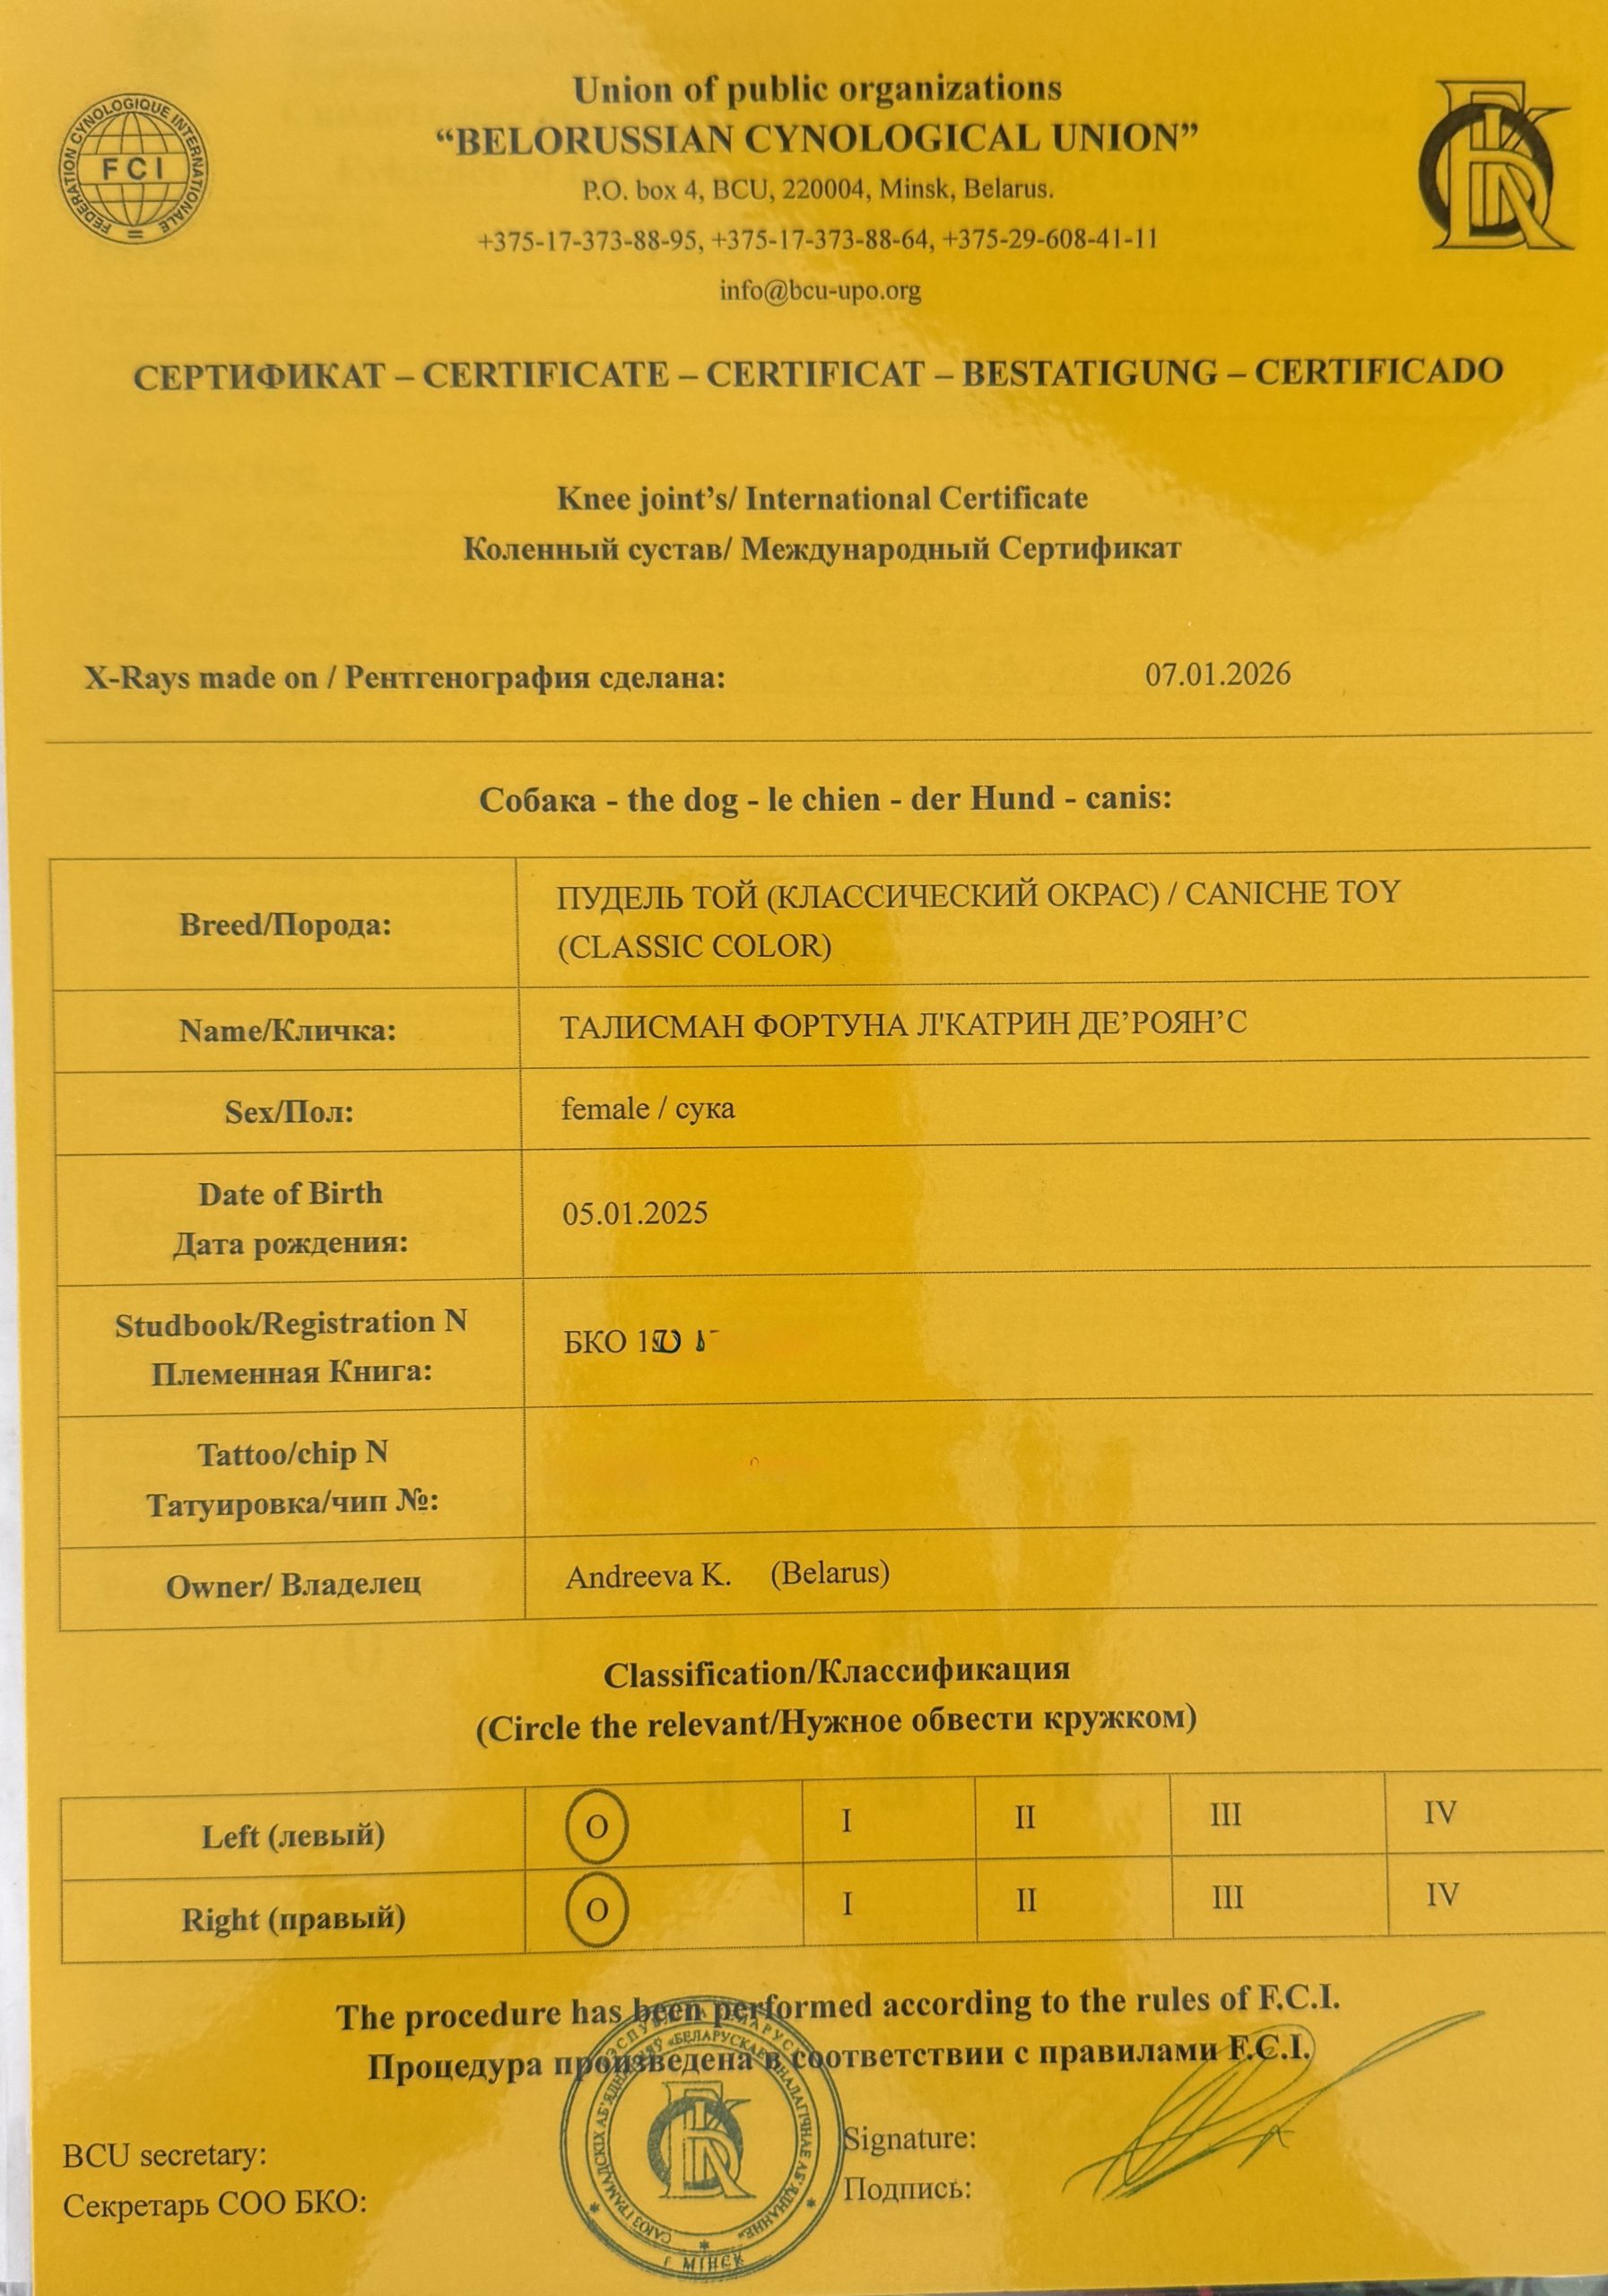 FEDERATION CYNOLOGIQUE INTERNATIONALE
FCI
Union of public organizations
“BELORUSSIAN CYNOLOGICAL UNION”
P.O. box 4, BCU, 220004, Minsk, Belarus.
+375-17-373-88-95, +375-17-373-88-64, +375-29-608-41-11
info@bcu-upo.org
СЕРТИФИКАТ – CERTIFICATE – CERTIFICAT – BESTATIGUNG – CERTIFICADO
Knee joint’s/ International Certificate
Коленный сустав/ Международный Сертификат
X-Rays made on / Рентгенография сделана: 07.01.2026
Собака - the dog - le chien - der Hund - canis:
Breed/Порода: ПУДЕЛЬ ТОЙ (КЛАССИЧЕСКИЙ ОКРАС) / CANICHE TOY
(CLASSIC COLOR)
Name/Кличка: ТАЛИСМАН ФОРТУНА Л'КАТРИН ДЕ’РОЯН’С
Sex/Пол: female / сука
Date of Birth
Дата рождения: 05.01.2025
Studbook/Registration N
Племенная Книга: БКО
Tattoo/chip N
Татуировка/чип №:
Owner/ Владелец Andreeva K. (Belarus)
Classification/Классификация
(Circle the relevant/Нужное обвести кружком)
Left (левый) O I II III IV
Right (правый) O I II III IV
The procedure has been performed according to the rules of F.C.I.
Процедура произведена в соответствии с правилами F.C.I.
BCU secretary:
Секретарь СОО БКО:
Signature:
Подпись:
г. МІНСК